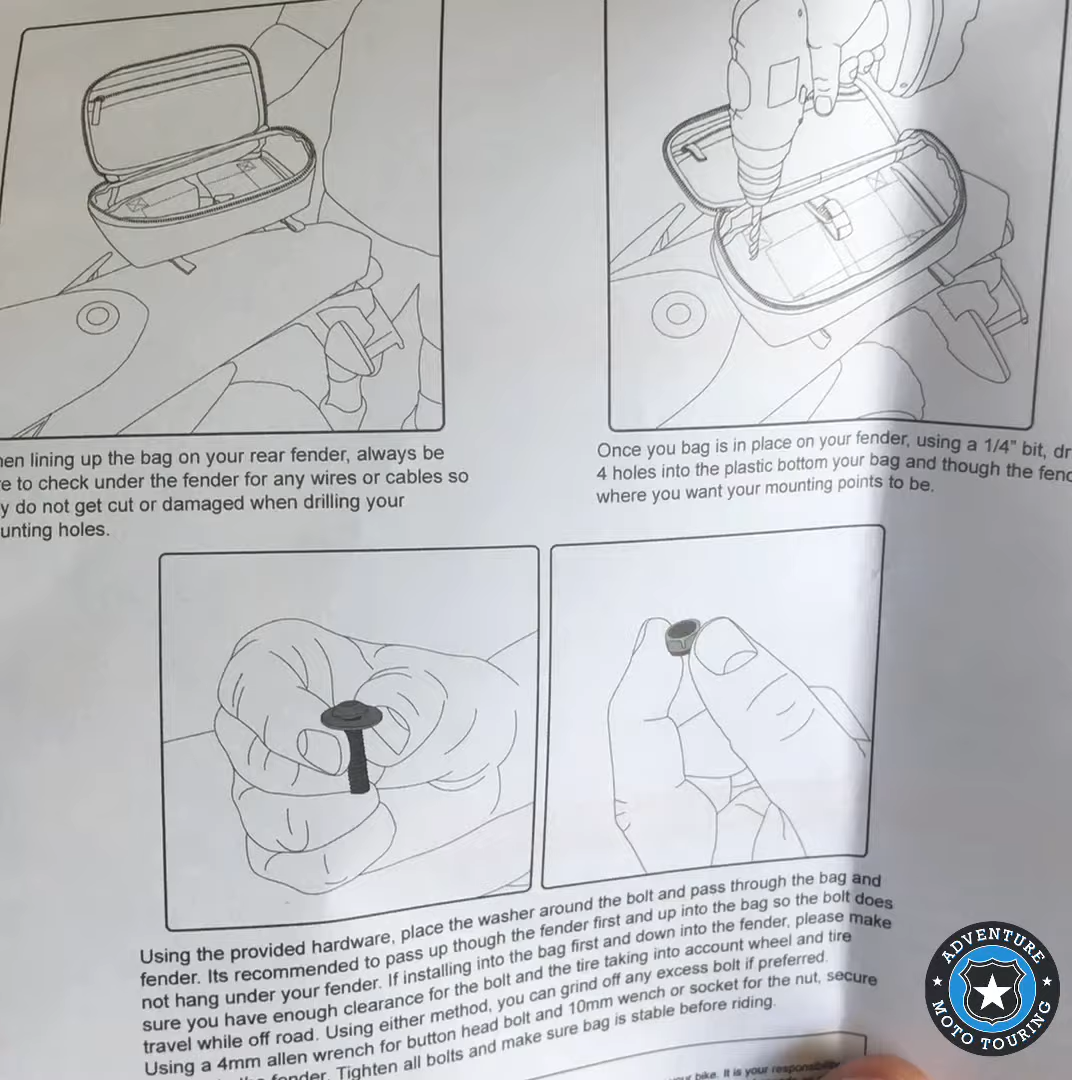 hen lining up the bag on your rear fender, always be
re to check under the fender for any wires or cables so
y do not get cut or damaged when drilling your
unting holes.
Once you bag is in place on your fender, using a 1/4" bit, dr
4 holes into the plastic bottom your bag and though the fend
where you want your mounting points to be.
Using the provided hardware, place the washer around the bolt and pass through the bag and
fender. Its recommended to pass up though the fender first and up into the bag so the bolt does
not hang under your fender. If installing into the bag first and down into the fender, please make
sure you have enough clearance for the bolt and the tire taking into account wheel and tire
travel while off road. Using either method, you can grind off any excess bolt if preferred.
Using a 4mm allen wrench for button head bolt and 10mm wench or socket for the nut, secure
the fender. Tighten all bolts and make sure bag is stable before riding.
your bike. It is your responsibility
ADVENTURE
MOTO TOURING